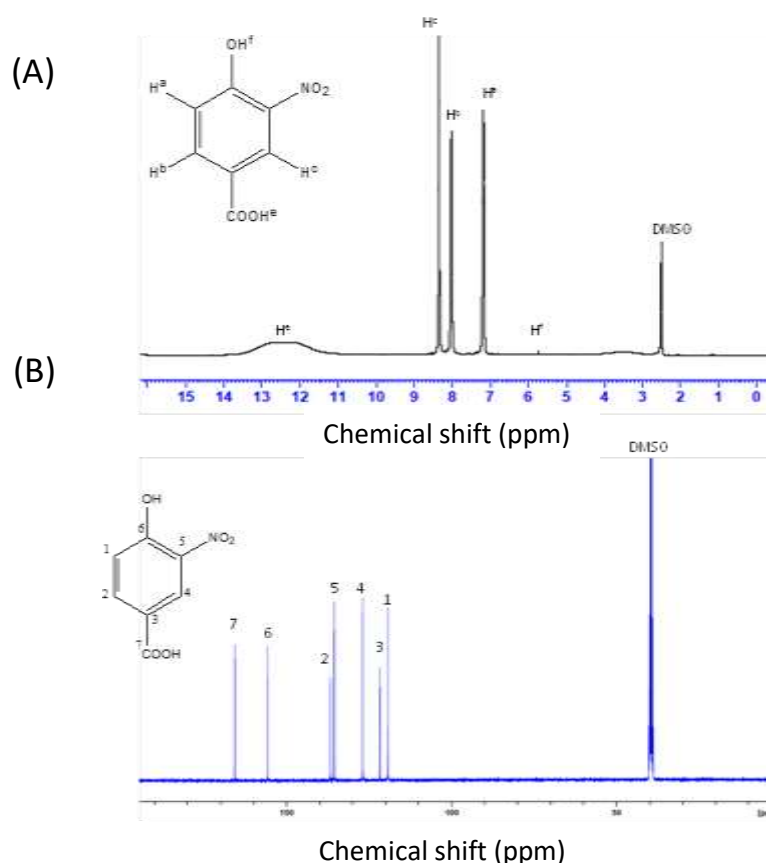 (A)
OHᶠ
Hᵃ
NO₂
Hᵇ
Hᶜ
COOHᵉ
Hᶜ
Hᵇ
Hᵃ
DMSO
Hᵉ
Hᶠ
15 14 13 12 11 10 9 8 7 6 5 4 3 2 1 0
Chemical shift (ppm)
(B)
DMSO
OH
6
1
5
NO₂
2
4
3
7
COOH
7
6
2
5
4
3
1
50
Chemical shift (ppm)